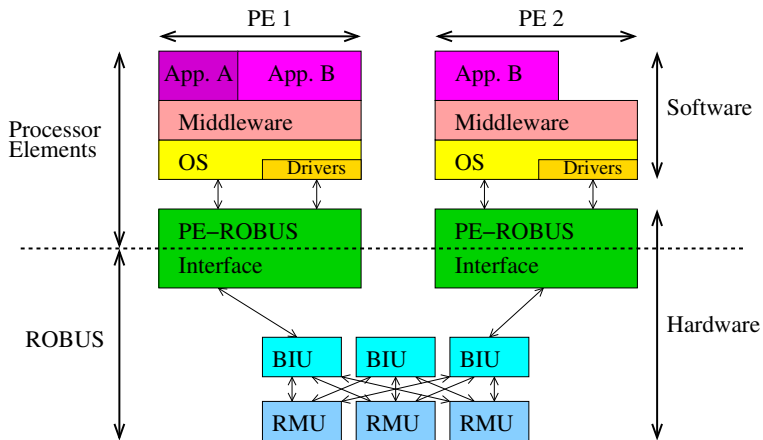 PE 1
PE 2
App. A
App. B
App. B
Software
Processor
Elements
Middleware
Middleware
OS
Drivers
OS
Drivers
PE−ROBUS
Interface
PE−ROBUS
Interface
ROBUS
Hardware
BIU
BIU
BIU
RMU
RMU
RMU